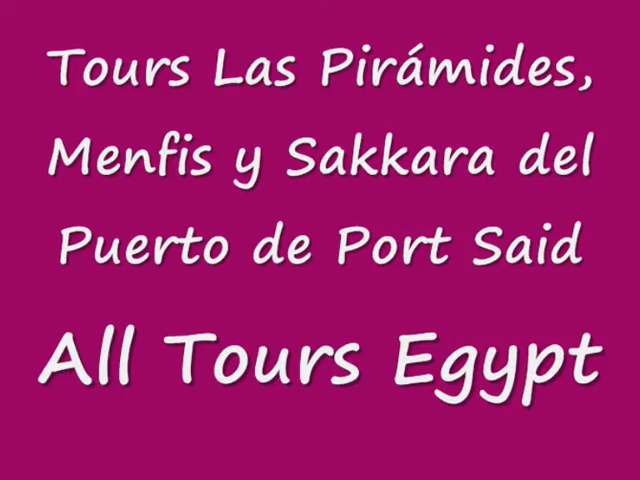 Tours Las Pirámides,
Menfis y Sakkara del
Puerto de Port Said
All Tours Egypt